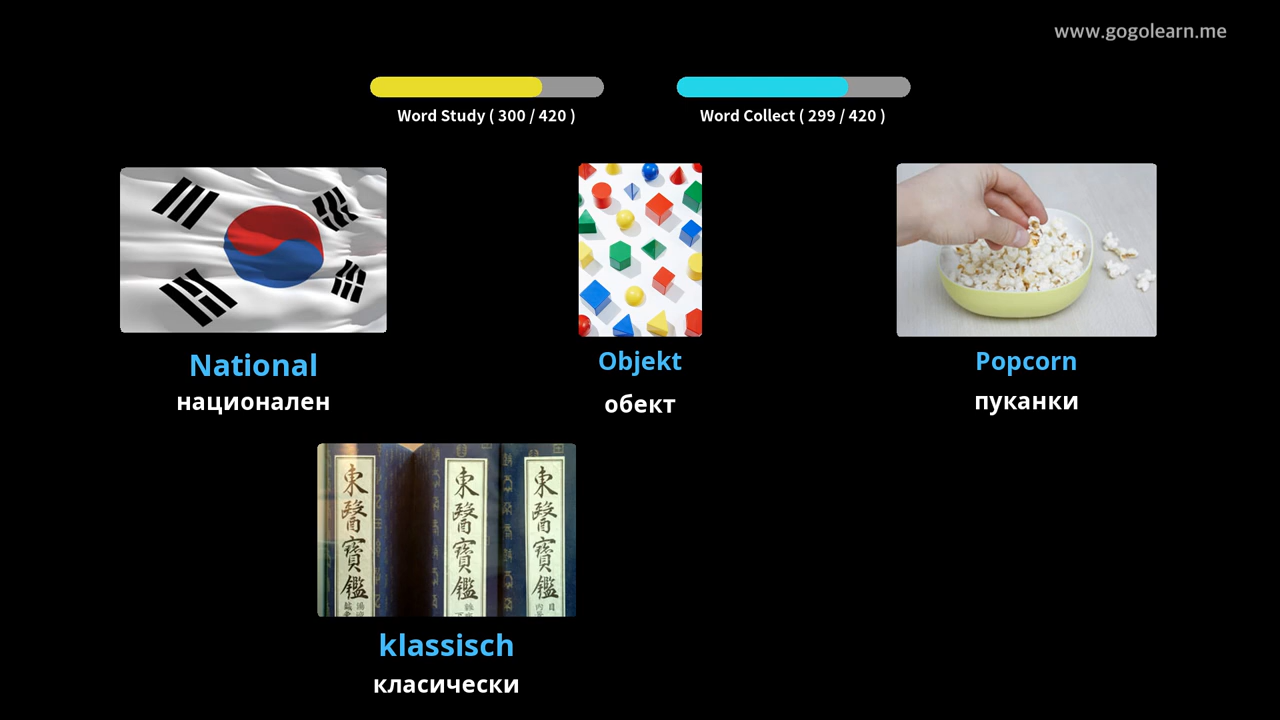 www.gogolearn.me
Word Study ( 300 / 420 )
Word Collect ( 299 / 420 )
National
национален
Objekt
обект
Popcorn
пуканки
東醫寶鑑
東醫寶鑑
東醫寶鑑
klassisch
класически